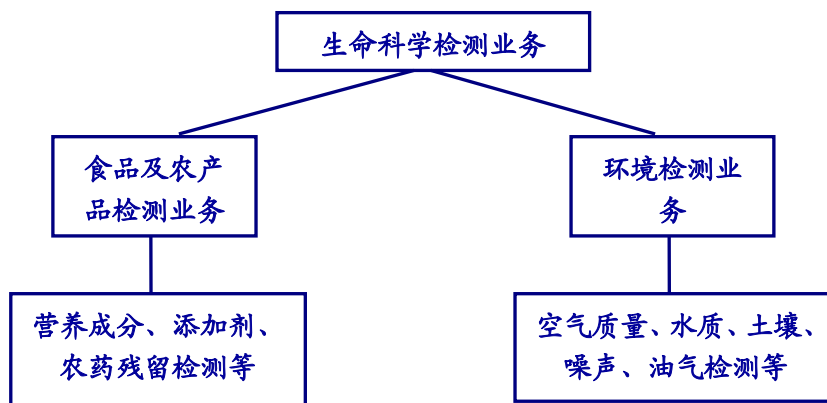 生命科学检测业务
食品及农产
品检测业务
环境检测业
务
营养成分、添加剂、
农药残留检测等
空气质量、水质、土壤、
噪声、油气检测等